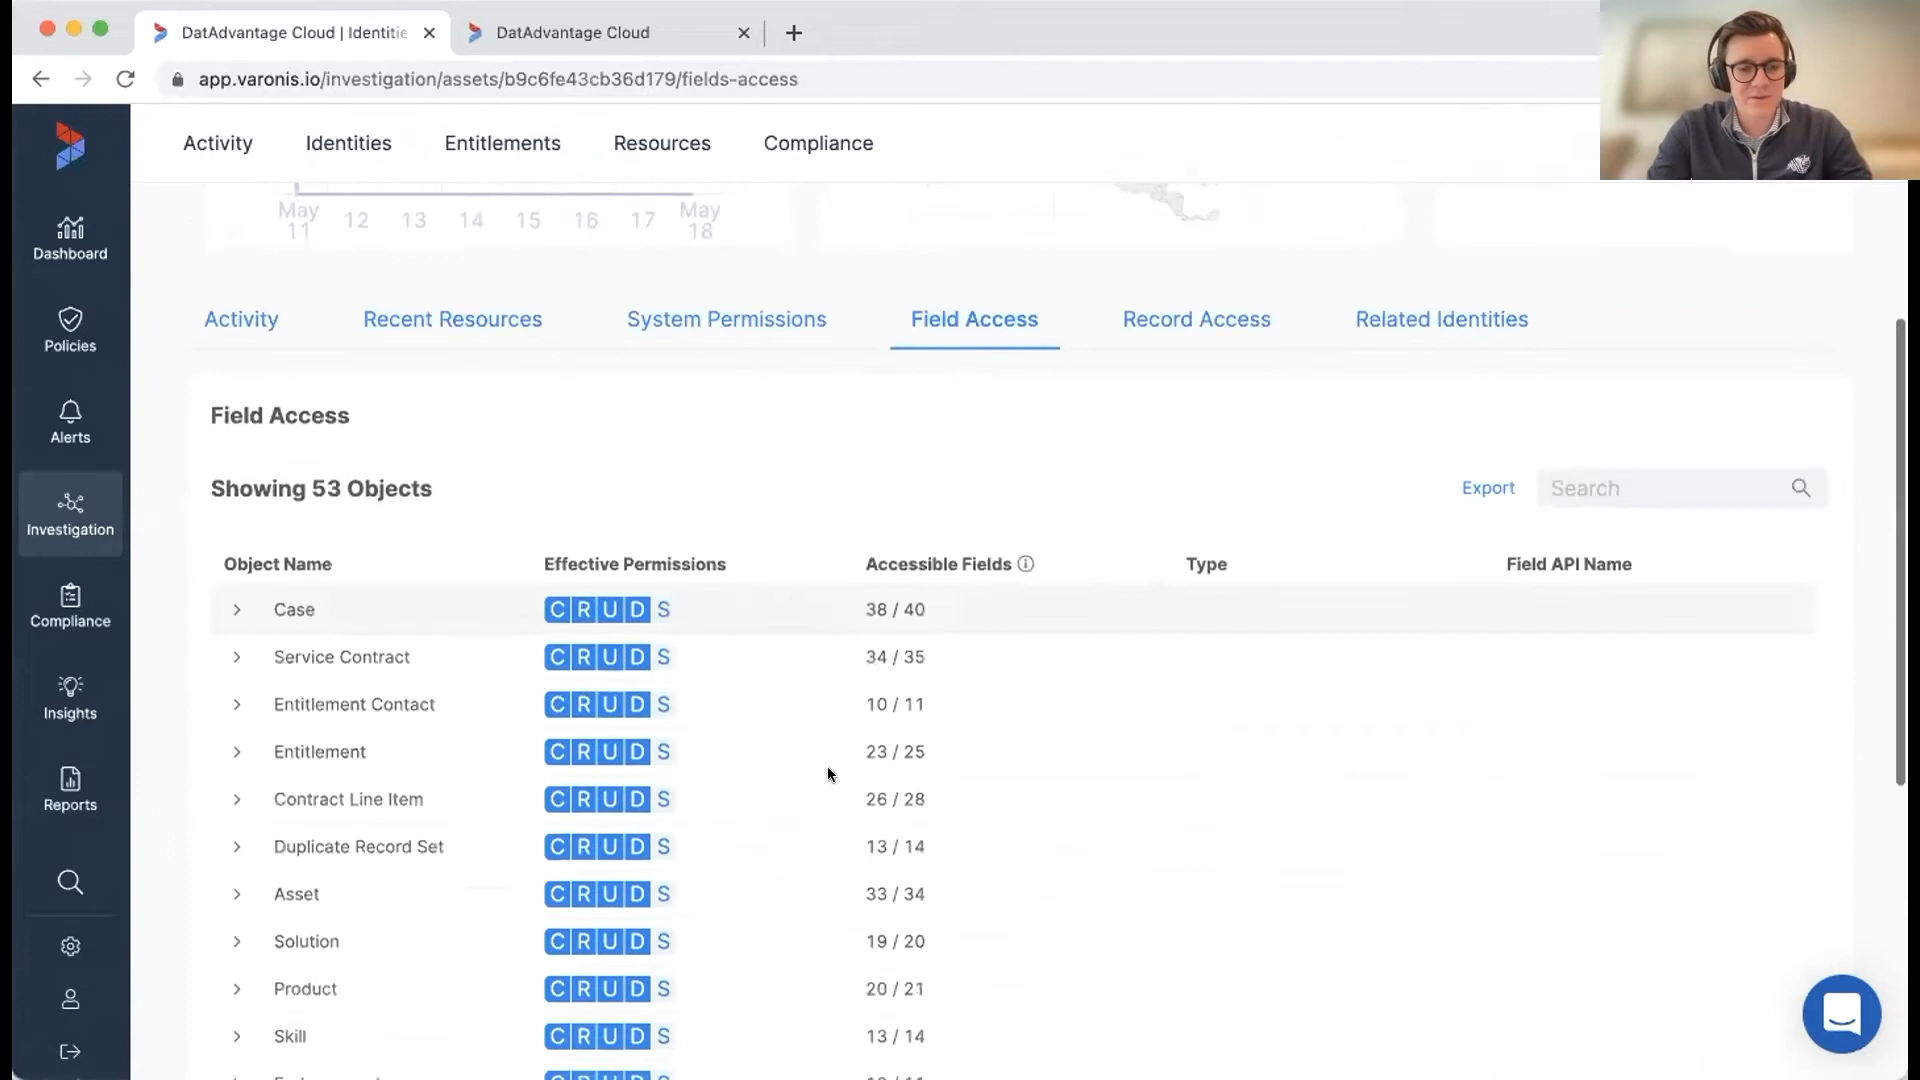 DatAdvantage Cloud | Identitie
DatAdvantage Cloud
app.varonis.io/investigation/assets/b9c6fe43cb36d179/fields-access
Activity Identities Entitlements Resources Compliance
Dashboard
Policies
Alerts
Investigation
Compliance
Insights
Reports
May 11 12 13 14 15 16 17 May 18
Activity Recent Resources System Permissions Field Access Record Access Related Identities
Field Access
Showing 53 Objects Export Search
Object Name Effective Permissions Accessible Fields Type Field API Name
Case C R U D S 38 / 40
Service Contract C R U D S 34 / 35
Entitlement Contact C R U D S 10 / 11
Entitlement C R U D S 23 / 25
Contract Line Item C R U D S 26 / 28
Duplicate Record Set C R U D S 13 / 14
Asset C R U D S 33 / 34
Solution C R U D S 19 / 20
Product C R U D S 20 / 21
Skill C R U D S 13 / 14